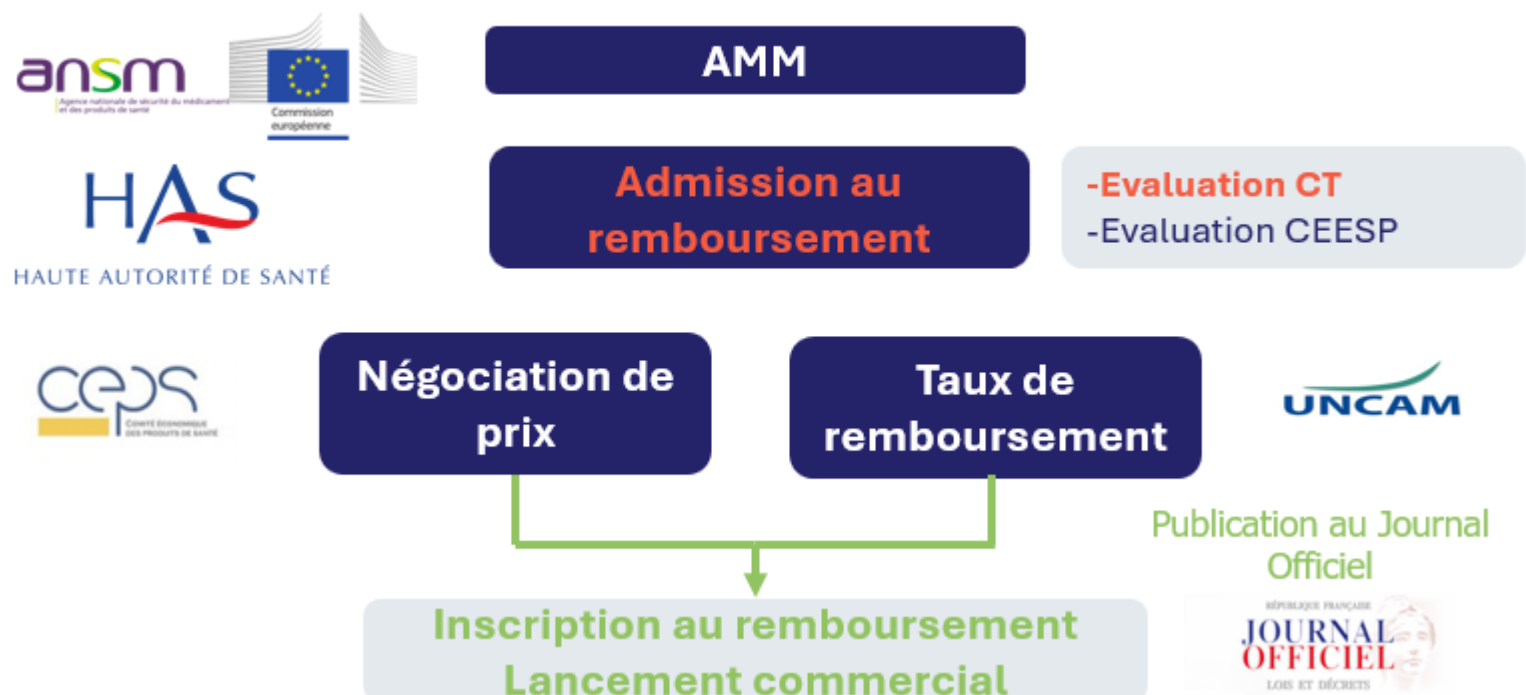 ansm
Agence nationale de sécurité du médicament
et des produits de santé
Commission
européenne
AMM
HAS
HAUTE AUTORITÉ DE SANTÉ
Admission au
remboursement
-Evaluation CT
-Evaluation CEESP
ceps
COMITÉ ÉCONOMIQUE
DES PRODUITS DE SANTÉ
Négociation de
prix
Taux de
remboursement
UNCAM
Publication au Journal
Officiel
RÉPUBLIQUE FRANÇAISE
JOURNAL
OFFICIEL
LOIS ET DÉCRETS
Inscription au remboursement
Lancement commercial